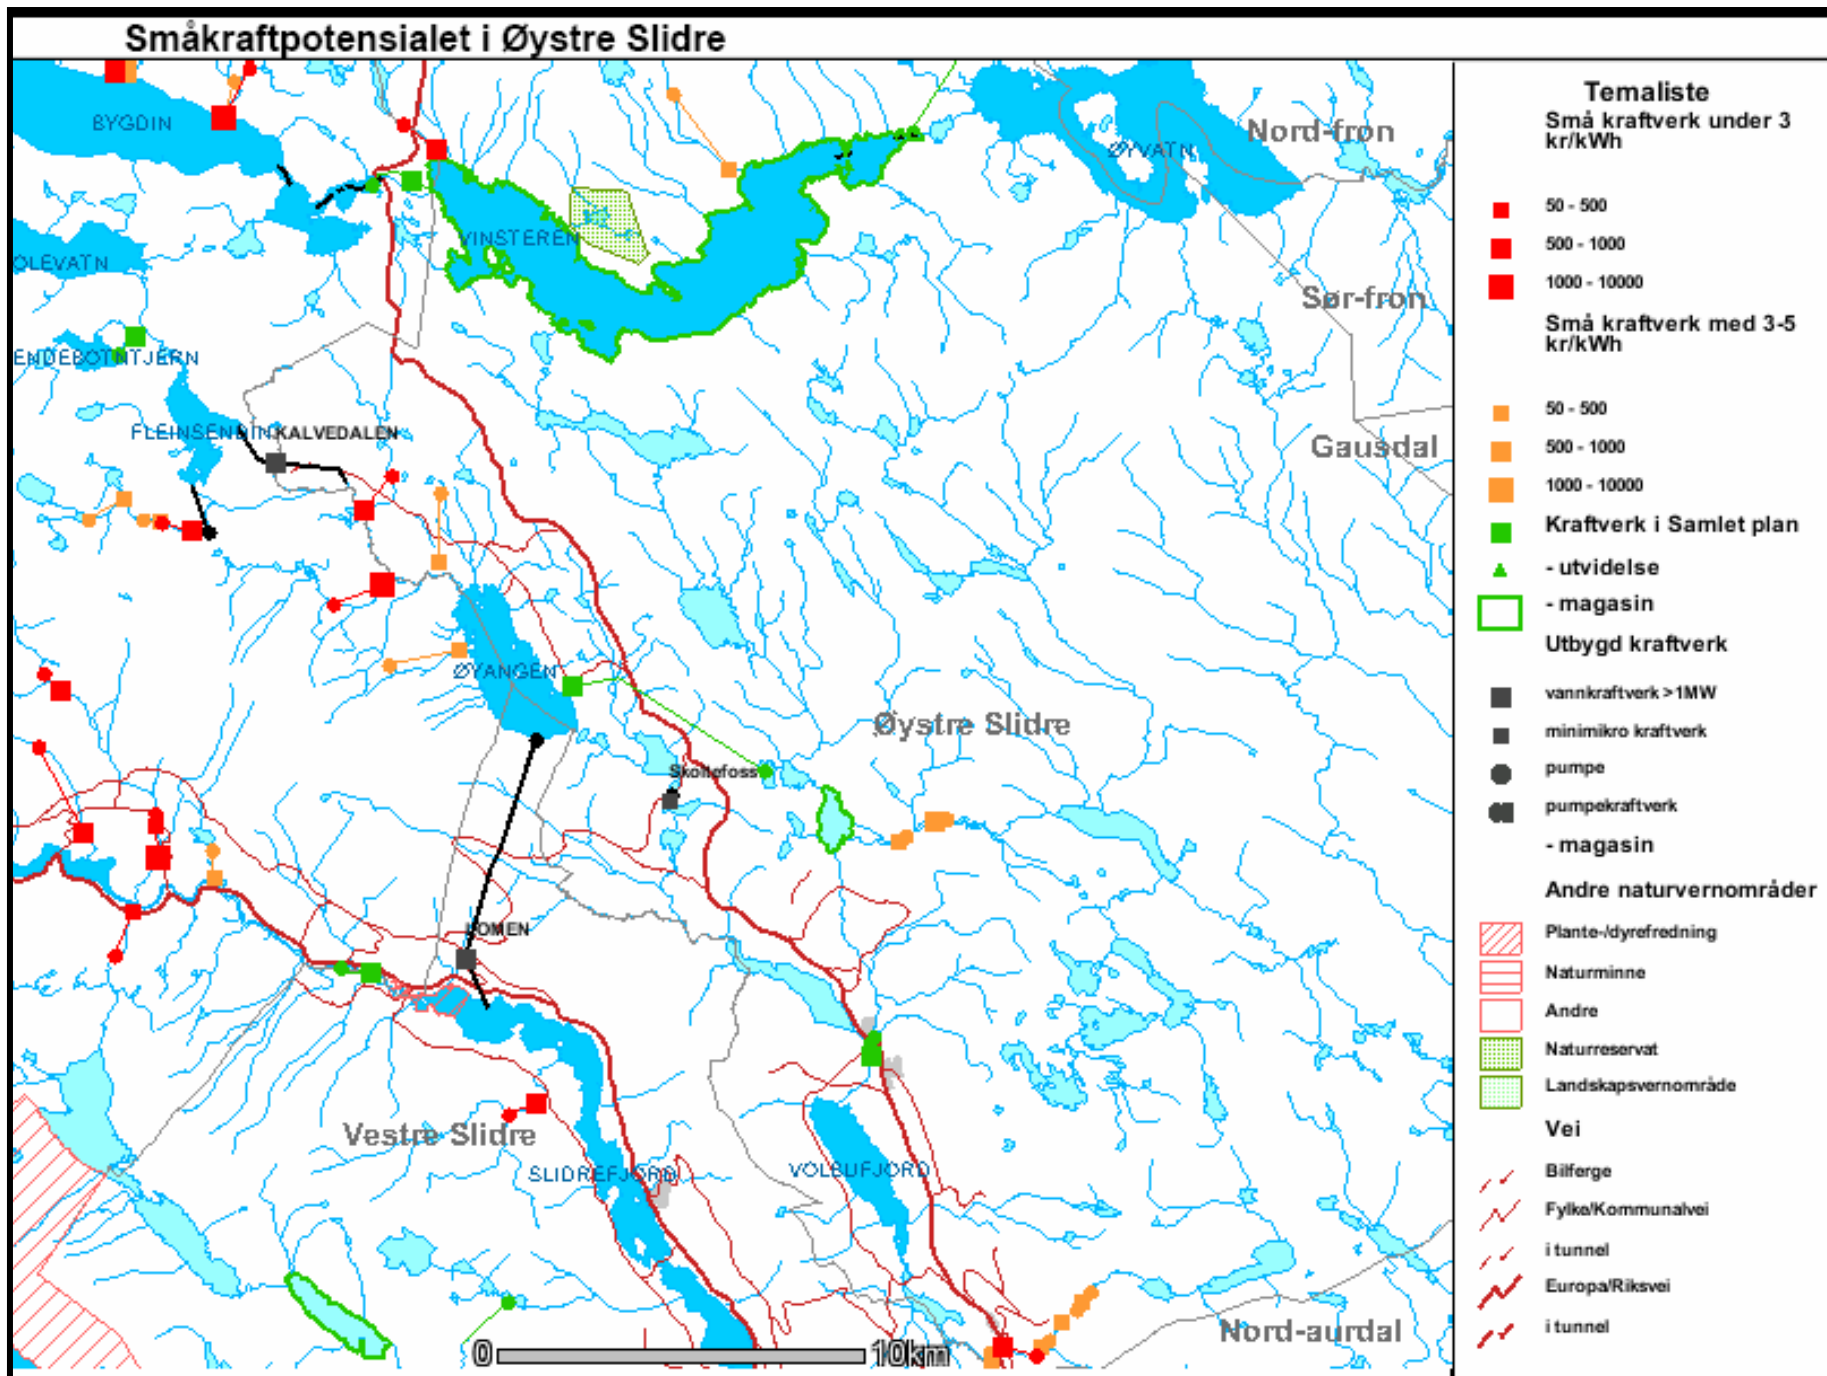 Småkraftpotensialet i Øystre Slidre
BYGDIN
OLEVATN
ENDEBOTNTJERN
VINSTEREN
ØYVATN
Nord-fron
Sør-fron
Gausdal
FLEINSENDIN
KALVEDALEN
ØYANGEN
Øystre Slidre
Skoltefoss
LOMEN
Vestre Slidre
SLIDREFJORD
VOLBUFJORD
Nord-aurdal
0 10km
Temaliste
Små kraftverk under 3
kr/kWh
50 - 500
500 - 1000
1000 - 10000
Små kraftverk med 3-5
kr/kWh
50 - 500
500 - 1000
1000 - 10000
Kraftverk i Samlet plan
- utvidelse
- magasin
Utbygd kraftverk
vannkraftverk >1MW
minimikro kraftverk
pumpe
pumpekraftverk
- magasin
Andre naturvernområder
Plante-/dyrefredning
Naturminne
Andre
Naturreservat
Landskapsvernområde
Vei
Bilferge
Fylke/Kommunalvei
i tunnel
Europa/Riksvei
i tunnel